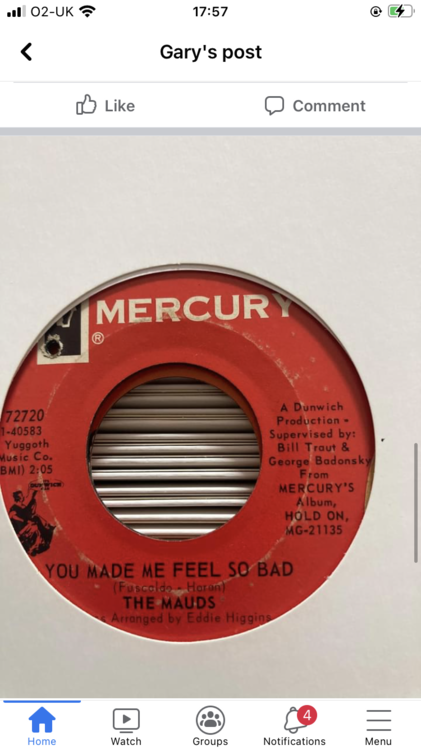 O2-UK
17:57
Gary's post
Like
Comment
MERCURY
®
72720
1-40583
Yuggoth
Music Co.
(BMI) 2:05
A Dunwich
Production -
Supervised by:
Bill Traut &
George Badonsky
From
MERCURY'S
Album,
HOLD ON,
MG-21135
YOU MADE ME FEEL SO BAD
THE MAUDS
Arranged by Eddie Higgins
Home
Watch
Groups
4
Notifications
Menu